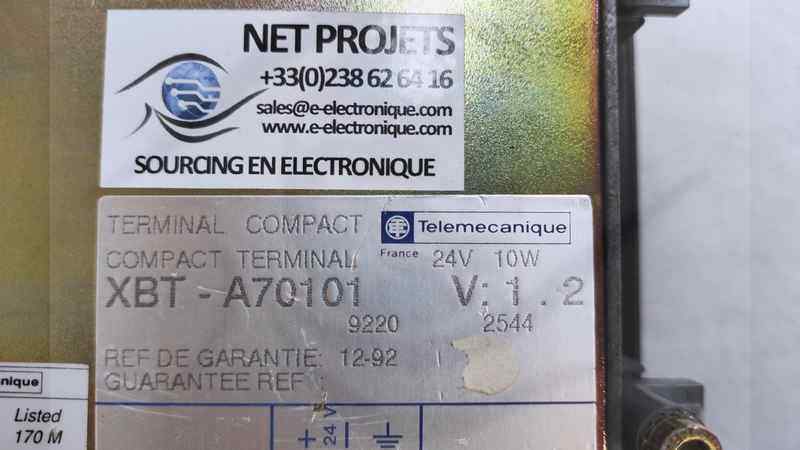 NET PROJETS
+33(0)238 62 64 16
sales@e-electronique.com
www.e-electronique.com
SOURCING EN ELECTRONIQUE
TERMINAL COMPACT
Telemecanique
COMPACT TERMINAL
France
24V 10W
XBT - A70101 V: 1 . 2
9220 2544
REF DE GARANTIE: 12-92
GUARANTEE REF :
nique
Listed
170 M
+
24 V